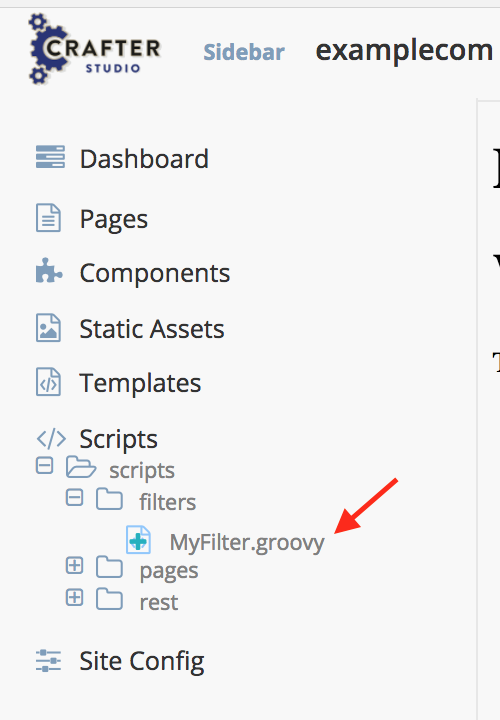 CRAFTER
STUDIO
Sidebar
examplecom
Dashboard
Pages
Components
Static Assets
Templates
Scripts
scripts
filters
MyFilter.groovy
pages
rest
Site Config